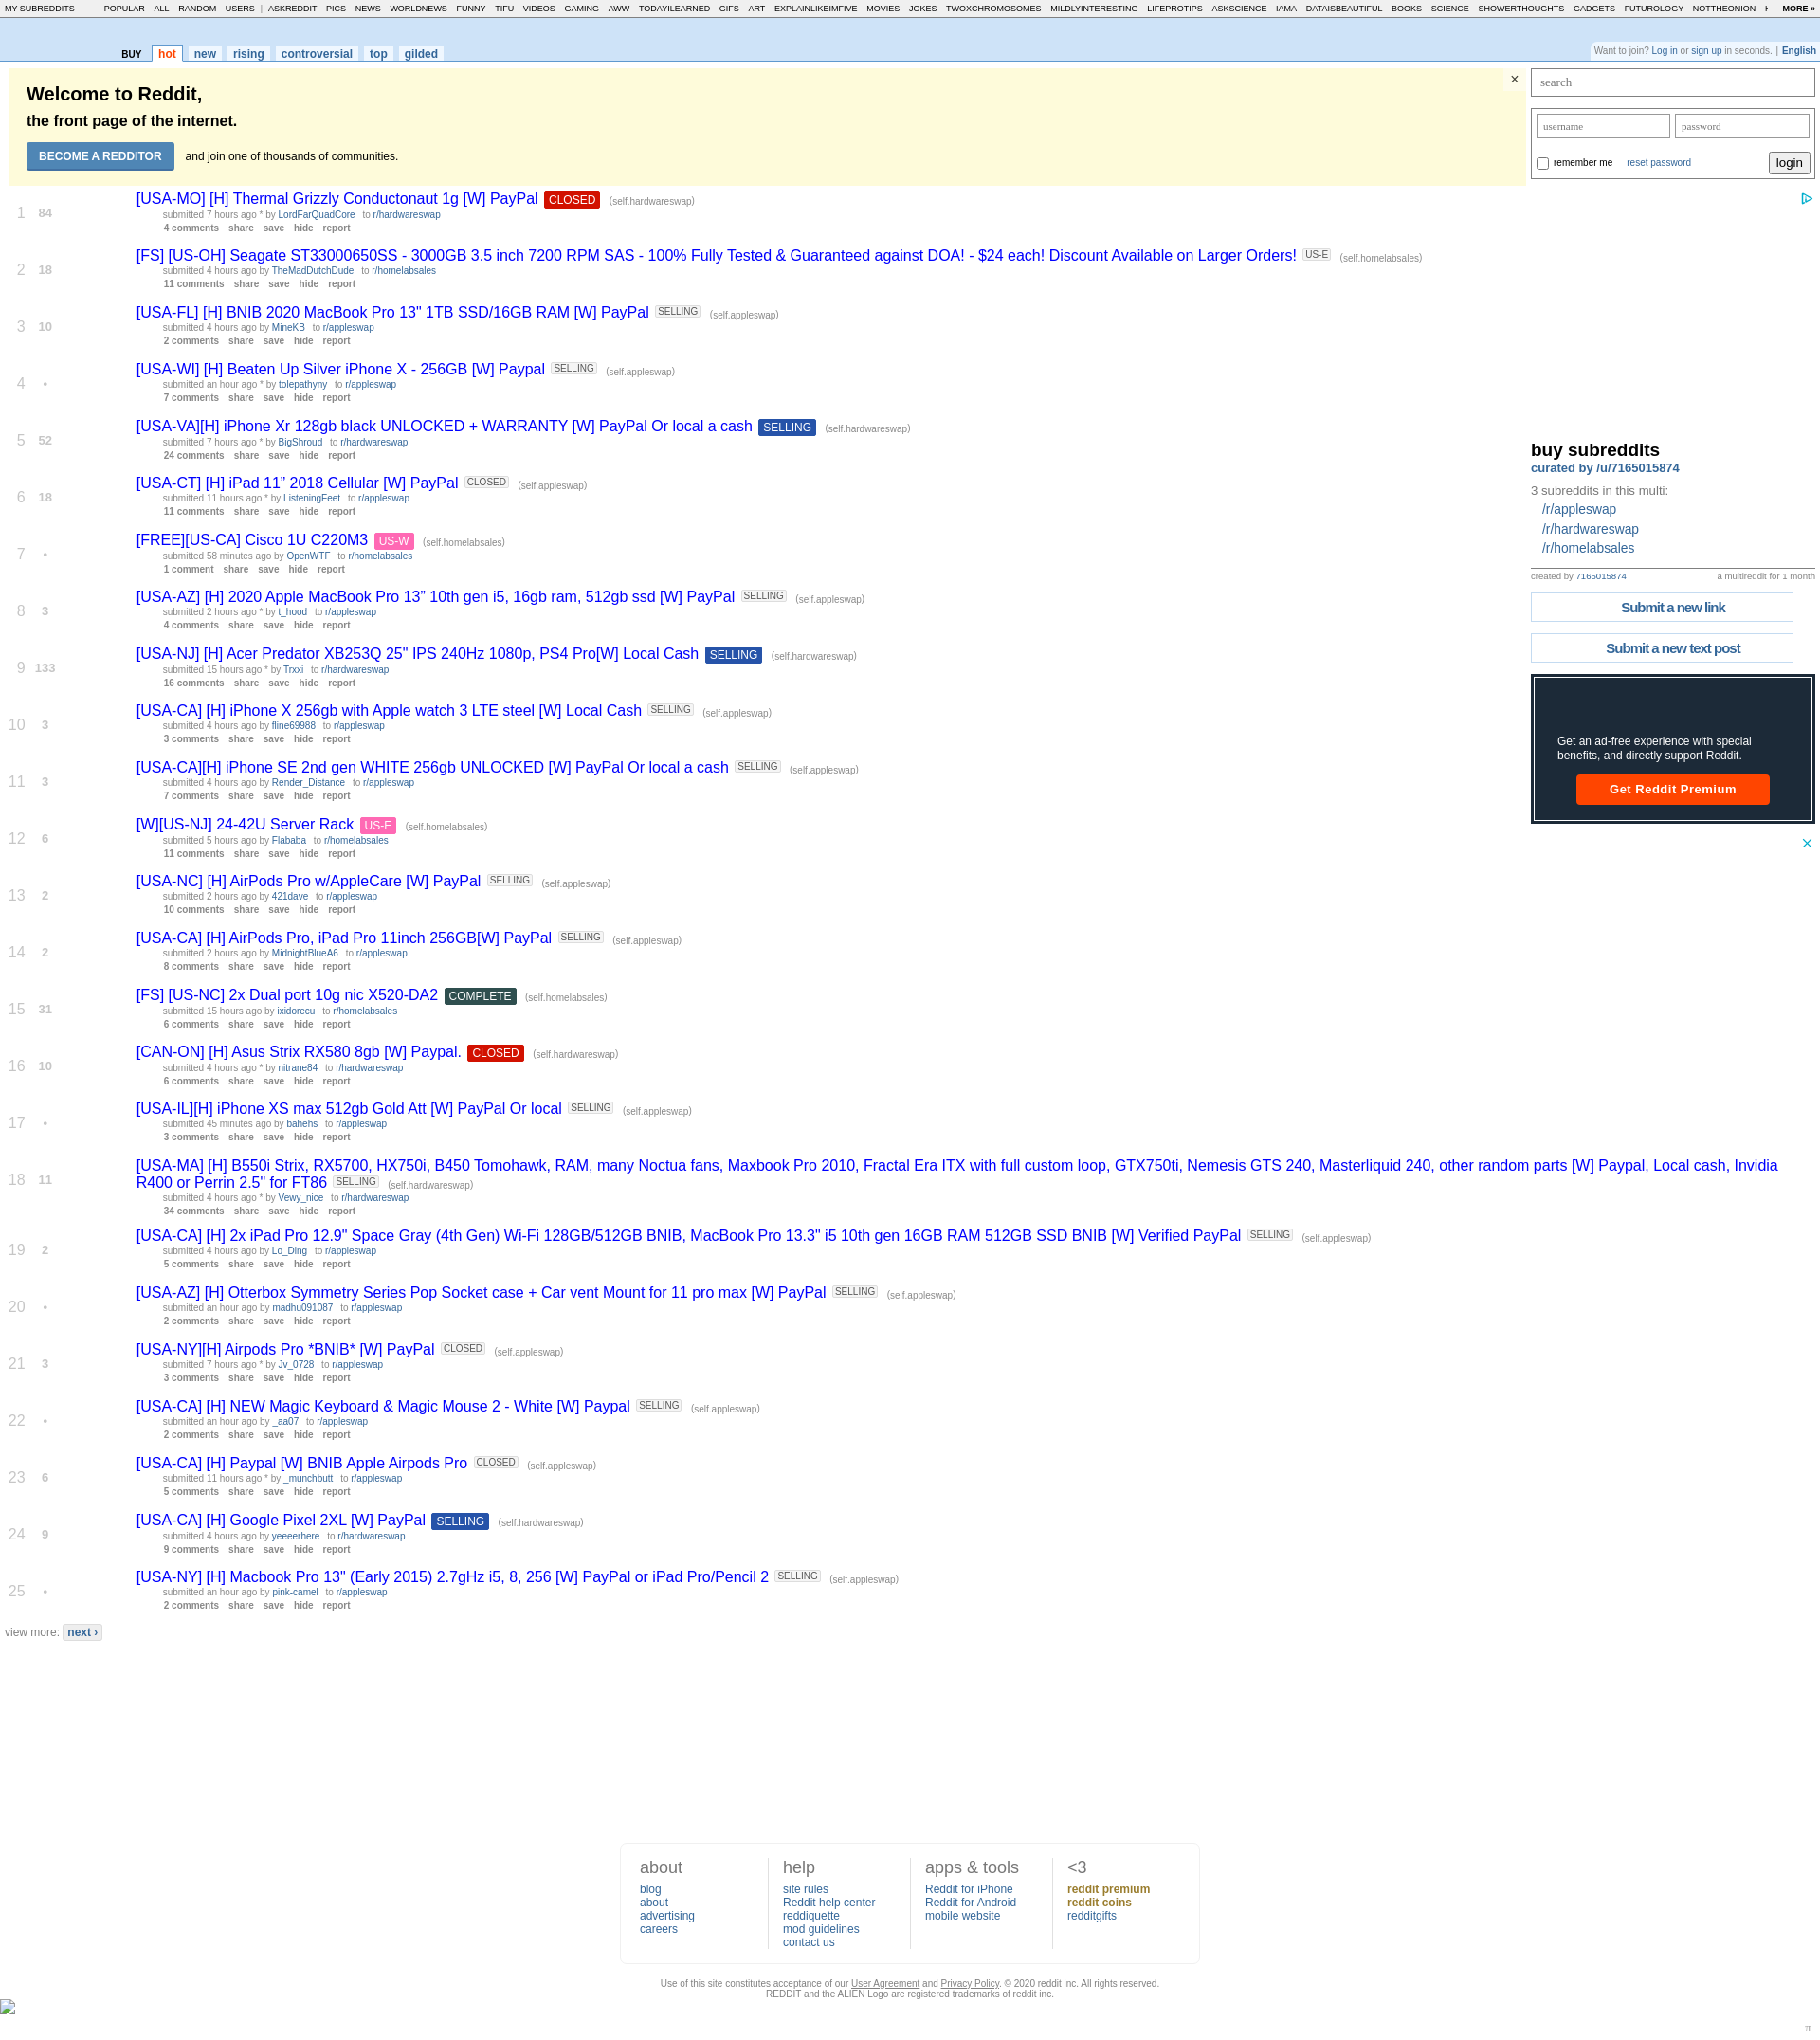 MY SUBREDDITS POPULAR - ALL - RANDOM - USERS | ASKREDDIT - PICS - NEWS - WORLDNEWS - FUNNY - TIFU - VIDEOS - GAMING - AWW - TODAYILEARNED - GIFS - ART - EXPLAINLIKEIMFIVE - MOVIES - JOKES - TWOXCHROMOSOMES - MILDLYINTERESTING - LIFEPROTIPS - ASKSCIENCE - IAMA - DATAISBEAUTIFUL - BOOKS - SCIENCE - SHOWERTHOUGHTS - GADGETS - FUTUROLOGY - NOTTHEONION - MORE »
BUY hot new rising controversial top gilded
Want to join? Log in or sign up in seconds. | English
Welcome to Reddit,
the front page of the internet.
BECOME A REDDITOR and join one of thousands of communities.
×
search
username password
remember me reset password login
1 84 [USA-MO] [H] Thermal Grizzly Conductonaut 1g [W] PayPal CLOSED (self.hardwareswap)
submitted 7 hours ago * by LordFarQuadCore to r/hardwareswap
4 comments share save hide report
2 18 [FS] [US-OH] Seagate ST33000650SS - 3000GB 3.5 inch 7200 RPM SAS - 100% Fully Tested & Guaranteed against DOA! - $24 each! Discount Available on Larger Orders! US-E (self.homelabsales)
submitted 4 hours ago by TheMadDutchDude to r/homelabsales
11 comments share save hide report
3 10 [USA-FL] [H] BNIB 2020 MacBook Pro 13" 1TB SSD/16GB RAM [W] PayPal SELLING (self.appleswap)
submitted 4 hours ago by MineKB to r/appleswap
2 comments share save hide report
4 • [USA-WI] [H] Beaten Up Silver iPhone X - 256GB [W] Paypal SELLING (self.appleswap)
submitted an hour ago * by tolepathyny to r/appleswap
7 comments share save hide report
5 52 [USA-VA][H] iPhone Xr 128gb black UNLOCKED + WARRANTY [W] PayPal Or local a cash SELLING (self.hardwareswap)
submitted 7 hours ago * by BigShroud to r/hardwareswap
24 comments share save hide report
6 18 [USA-CT] [H] iPad 11” 2018 Cellular [W] PayPal CLOSED (self.appleswap)
submitted 11 hours ago * by ListeningFeet to r/appleswap
11 comments share save hide report
7 • [FREE][US-CA] Cisco 1U C220M3 US-W (self.homelabsales)
submitted 58 minutes ago by OpenWTF to r/homelabsales
1 comment share save hide report
8 3 [USA-AZ] [H] 2020 Apple MacBook Pro 13” 10th gen i5, 16gb ram, 512gb ssd [W] PayPal SELLING (self.appleswap)
submitted 2 hours ago * by t_hood to r/appleswap
4 comments share save hide report
9 133 [USA-NJ] [H] Acer Predator XB253Q 25" IPS 240Hz 1080p, PS4 Pro[W] Local Cash SELLING (self.hardwareswap)
submitted 15 hours ago * by Trxxi to r/hardwareswap
16 comments share save hide report
10 3 [USA-CA] [H] iPhone X 256gb with Apple watch 3 LTE steel [W] Local Cash SELLING (self.appleswap)
submitted 4 hours ago by fline69988 to r/appleswap
3 comments share save hide report
11 3 [USA-CA][H] iPhone SE 2nd gen WHITE 256gb UNLOCKED [W] PayPal Or local a cash SELLING (self.appleswap)
submitted 4 hours ago by Render_Distance to r/appleswap
7 comments share save hide report
12 6 [W][US-NJ] 24-42U Server Rack US-E (self.homelabsales)
submitted 5 hours ago by Flababa to r/homelabsales
11 comments share save hide report
13 2 [USA-NC] [H] AirPods Pro w/AppleCare [W] PayPal SELLING (self.appleswap)
submitted 2 hours ago by 421dave to r/appleswap
10 comments share save hide report
14 2 [USA-CA] [H] AirPods Pro, iPad Pro 11inch 256GB[W] PayPal SELLING (self.appleswap)
submitted 2 hours ago by MidnightBlueA6 to r/appleswap
8 comments share save hide report
15 31 [FS] [US-NC] 2x Dual port 10g nic X520-DA2 COMPLETE (self.homelabsales)
submitted 15 hours ago by ixidorecu to r/homelabsales
6 comments share save hide report
16 10 [CAN-ON] [H] Asus Strix RX580 8gb [W] Paypal. CLOSED (self.hardwareswap)
submitted 4 hours ago * by nitrane84 to r/hardwareswap
6 comments share save hide report
17 • [USA-IL][H] iPhone XS max 512gb Gold Att [W] PayPal Or local SELLING (self.appleswap)
submitted 45 minutes ago by bahehs to r/appleswap
3 comments share save hide report
18 11 [USA-MA] [H] B550i Strix, RX5700, HX750i, B450 Tomohawk, RAM, many Noctua fans, Maxbook Pro 2010, Fractal Era ITX with full custom loop, GTX750ti, Nemesis GTS 240, Masterliquid 240, other random parts [W] Paypal, Local cash, Invidia
R400 or Perrin 2.5" for FT86 SELLING (self.hardwareswap)
submitted 4 hours ago * by Vewy_nice to r/hardwareswap
34 comments share save hide report
19 2 [USA-CA] [H] 2x iPad Pro 12.9" Space Gray (4th Gen) Wi-Fi 128GB/512GB BNIB, MacBook Pro 13.3" i5 10th gen 16GB RAM 512GB SSD BNIB [W] Verified PayPal SELLING (self.appleswap)
submitted 4 hours ago by Lo_Ding to r/appleswap
5 comments share save hide report
20 • [USA-AZ] [H] Otterbox Symmetry Series Pop Socket case + Car vent Mount for 11 pro max [W] PayPal SELLING (self.appleswap)
submitted an hour ago by madhu091087 to r/appleswap
2 comments share save hide report
21 3 [USA-NY][H] Airpods Pro *BNIB* [W] PayPal CLOSED (self.appleswap)
submitted 7 hours ago * by Jv_0728 to r/appleswap
3 comments share save hide report
22 • [USA-CA] [H] NEW Magic Keyboard & Magic Mouse 2 - White [W] Paypal SELLING (self.appleswap)
submitted an hour ago by _aa07 to r/appleswap
2 comments share save hide report
23 6 [USA-CA] [H] Paypal [W] BNIB Apple Airpods Pro CLOSED (self.appleswap)
submitted 11 hours ago * by _munchbutt to r/appleswap
5 comments share save hide report
24 9 [USA-CA] [H] Google Pixel 2XL [W] PayPal SELLING (self.hardwareswap)
submitted 4 hours ago by yeeeerhere to r/hardwareswap
9 comments share save hide report
25 • [USA-NY] [H] Macbook Pro 13" (Early 2015) 2.7gHz i5, 8, 256 [W] PayPal or iPad Pro/Pencil 2 SELLING (self.appleswap)
submitted an hour ago by pink-camel to r/appleswap
2 comments share save hide report
view more: next ›
buy subreddits
curated by /u/7165015874
3 subreddits in this multi:
/r/appleswap
/r/hardwareswap
/r/homelabsales
created by 7165015874 a multireddit for 1 month
Submit a new link
Submit a new text post
Get an ad-free experience with special
benefits, and directly support Reddit.
Get Reddit Premium
about
blog
about
advertising
careers
help
site rules
Reddit help center
reddiquette
mod guidelines
contact us
apps & tools
Reddit for iPhone
Reddit for Android
mobile website
<3
reddit premium
reddit coins
redditgifts
Use of this site constitutes acceptance of our User Agreement and Privacy Policy. © 2020 reddit inc. All rights reserved.
REDDIT and the ALIEN Logo are registered trademarks of reddit inc.
π